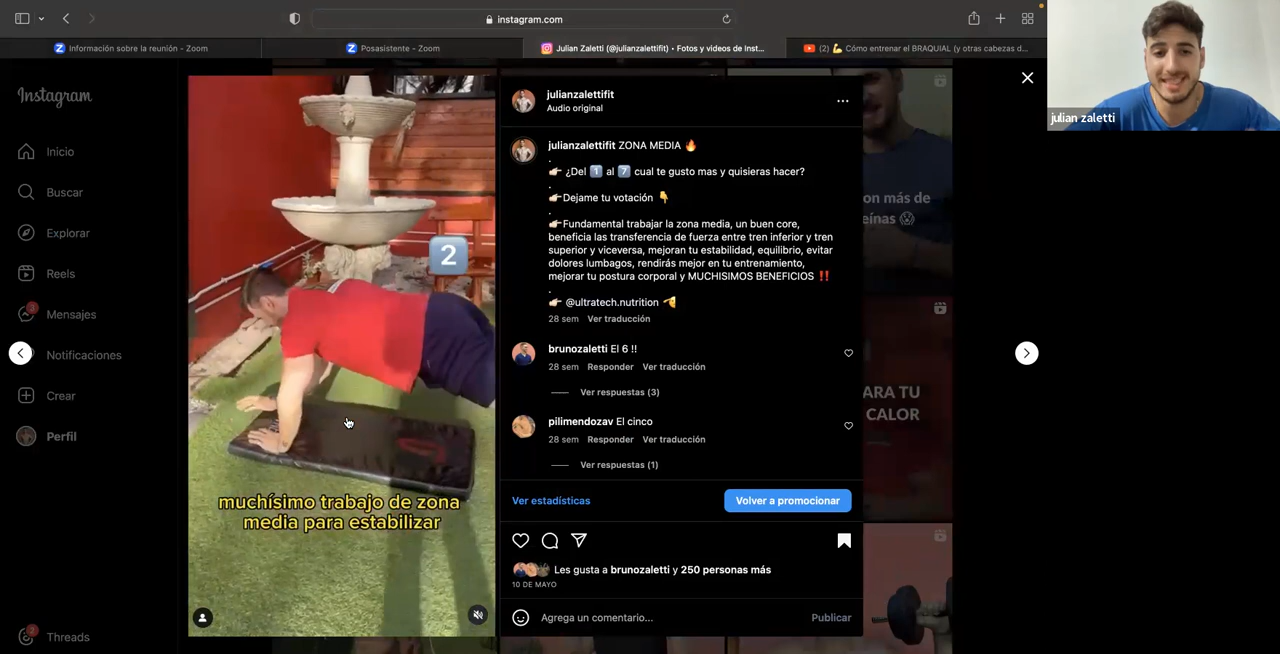 instagram.com
Información sobre la reunión - Zoom
Posasistente - Zoom
Julian Zaletti (@julianzalettifit) • Fotos y videos de Inst...
(2) 💪 Cómo entrenar el BRAQUIAL (y otras cabezas d...
julian zaletti
Instagram
Inicio
Buscar
Explorar
Reels
3
Mensajes
Notificaciones
Crear
Perfil
2
Threads
2
muchísimo trabajo de zona
media para estabilizar
julianzalettifit
Audio original
julianzalettifit ZONA MEDIA 🔥
.
👉🏻 ¿Del 1️⃣ al 7️⃣ cual te gusto mas y quisieras hacer?
.
👉🏻Dejame tu votación 👇
.
👉🏻Fundamental trabajar la zona media, un buen core,
beneficia las transferencia de fuerza entre tren inferior y tren
superior y viceversa, mejoran tu estabilidad, equilibrio, evitar
dolores lumbagos, rendirás mejor en tu entrenamiento,
mejorar tu postura corporal y MUCHISIMOS BENEFICIOS ‼️
.
👉🏻 @ultratech.nutrition
28 sem Ver traducción
brunozaletti El 6 !!
28 sem Responder Ver traducción
Ver respuestas (3)
pilimendozav El cinco
28 sem Responder Ver traducción
Ver respuestas (1)
Ver estadísticas
Volver a promocionar
Les gusta a brunozaletti y 250 personas más
10 DE MAYO
Agrega un comentario...
Publicar
on más de
eínas 😱
ARA TU
CALOR